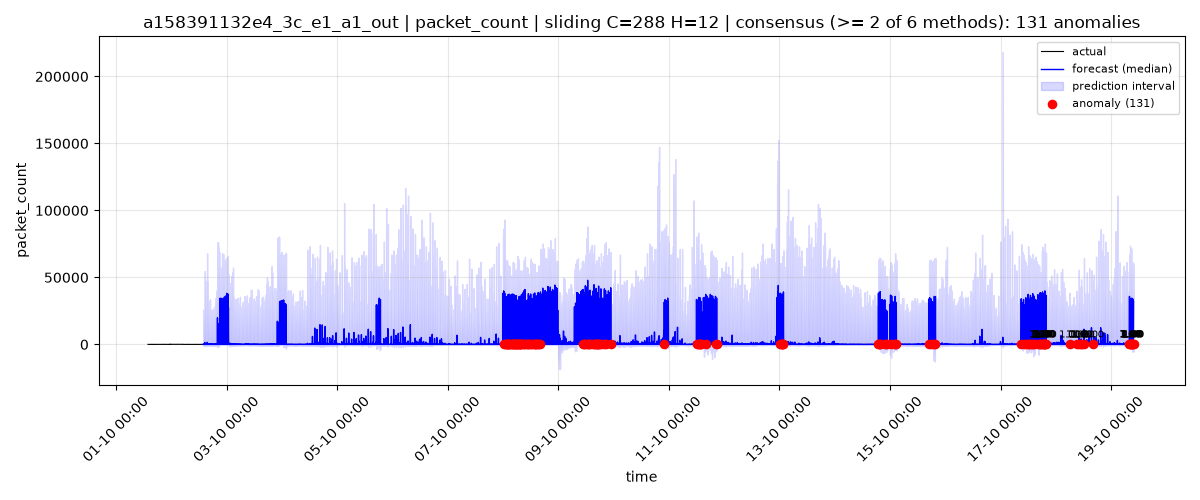 a158391132e4_3c_e1_a1_out | packet_count | sliding C=288 H=12 | consensus (>= 2 of 6 methods): 131 anomalies
actual
forecast (median)
prediction interval
anomaly (131)
packet_count
200000
150000
100000
50000
0
01-10 00:00
03-10 00:00
05-10 00:00
07-10 00:00
09-10 00:00
11-10 00:00
13-10 00:00
15-10 00:00
17-10 00:00
19-10 00:00
time